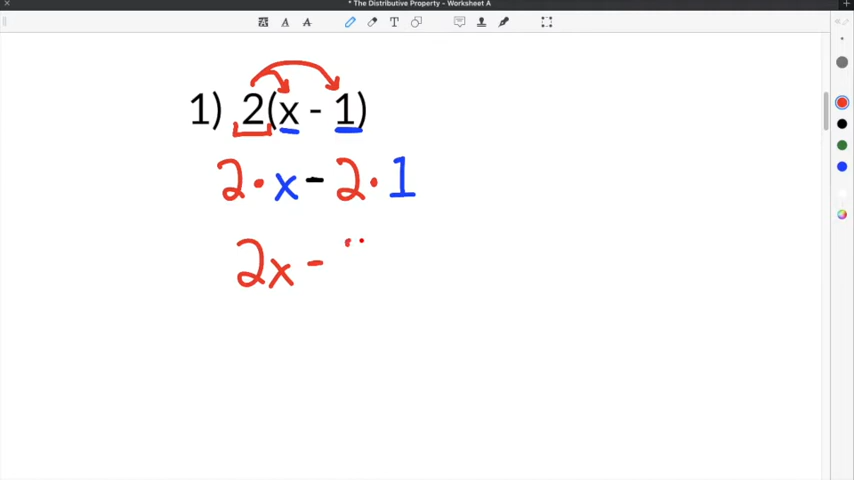 * The Distributive Property - Worksheet A
1) 2(x - 1)
2 • x - 2 • 1
2x -